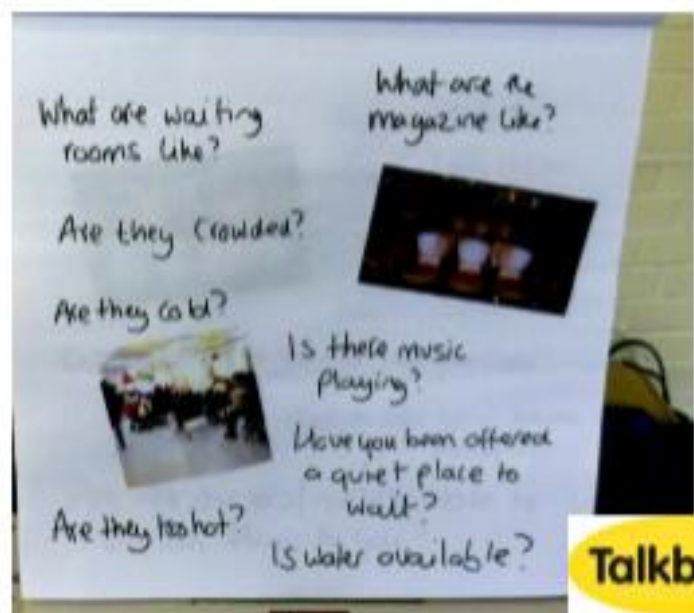 What are waiting
rooms like?
Are they crowded?
Are they cold?
Are they too hot?
What are the
magazine like?
Is there music
playing?
Have you been offered
a quiet place to
wait?
Is water available?
Talkb